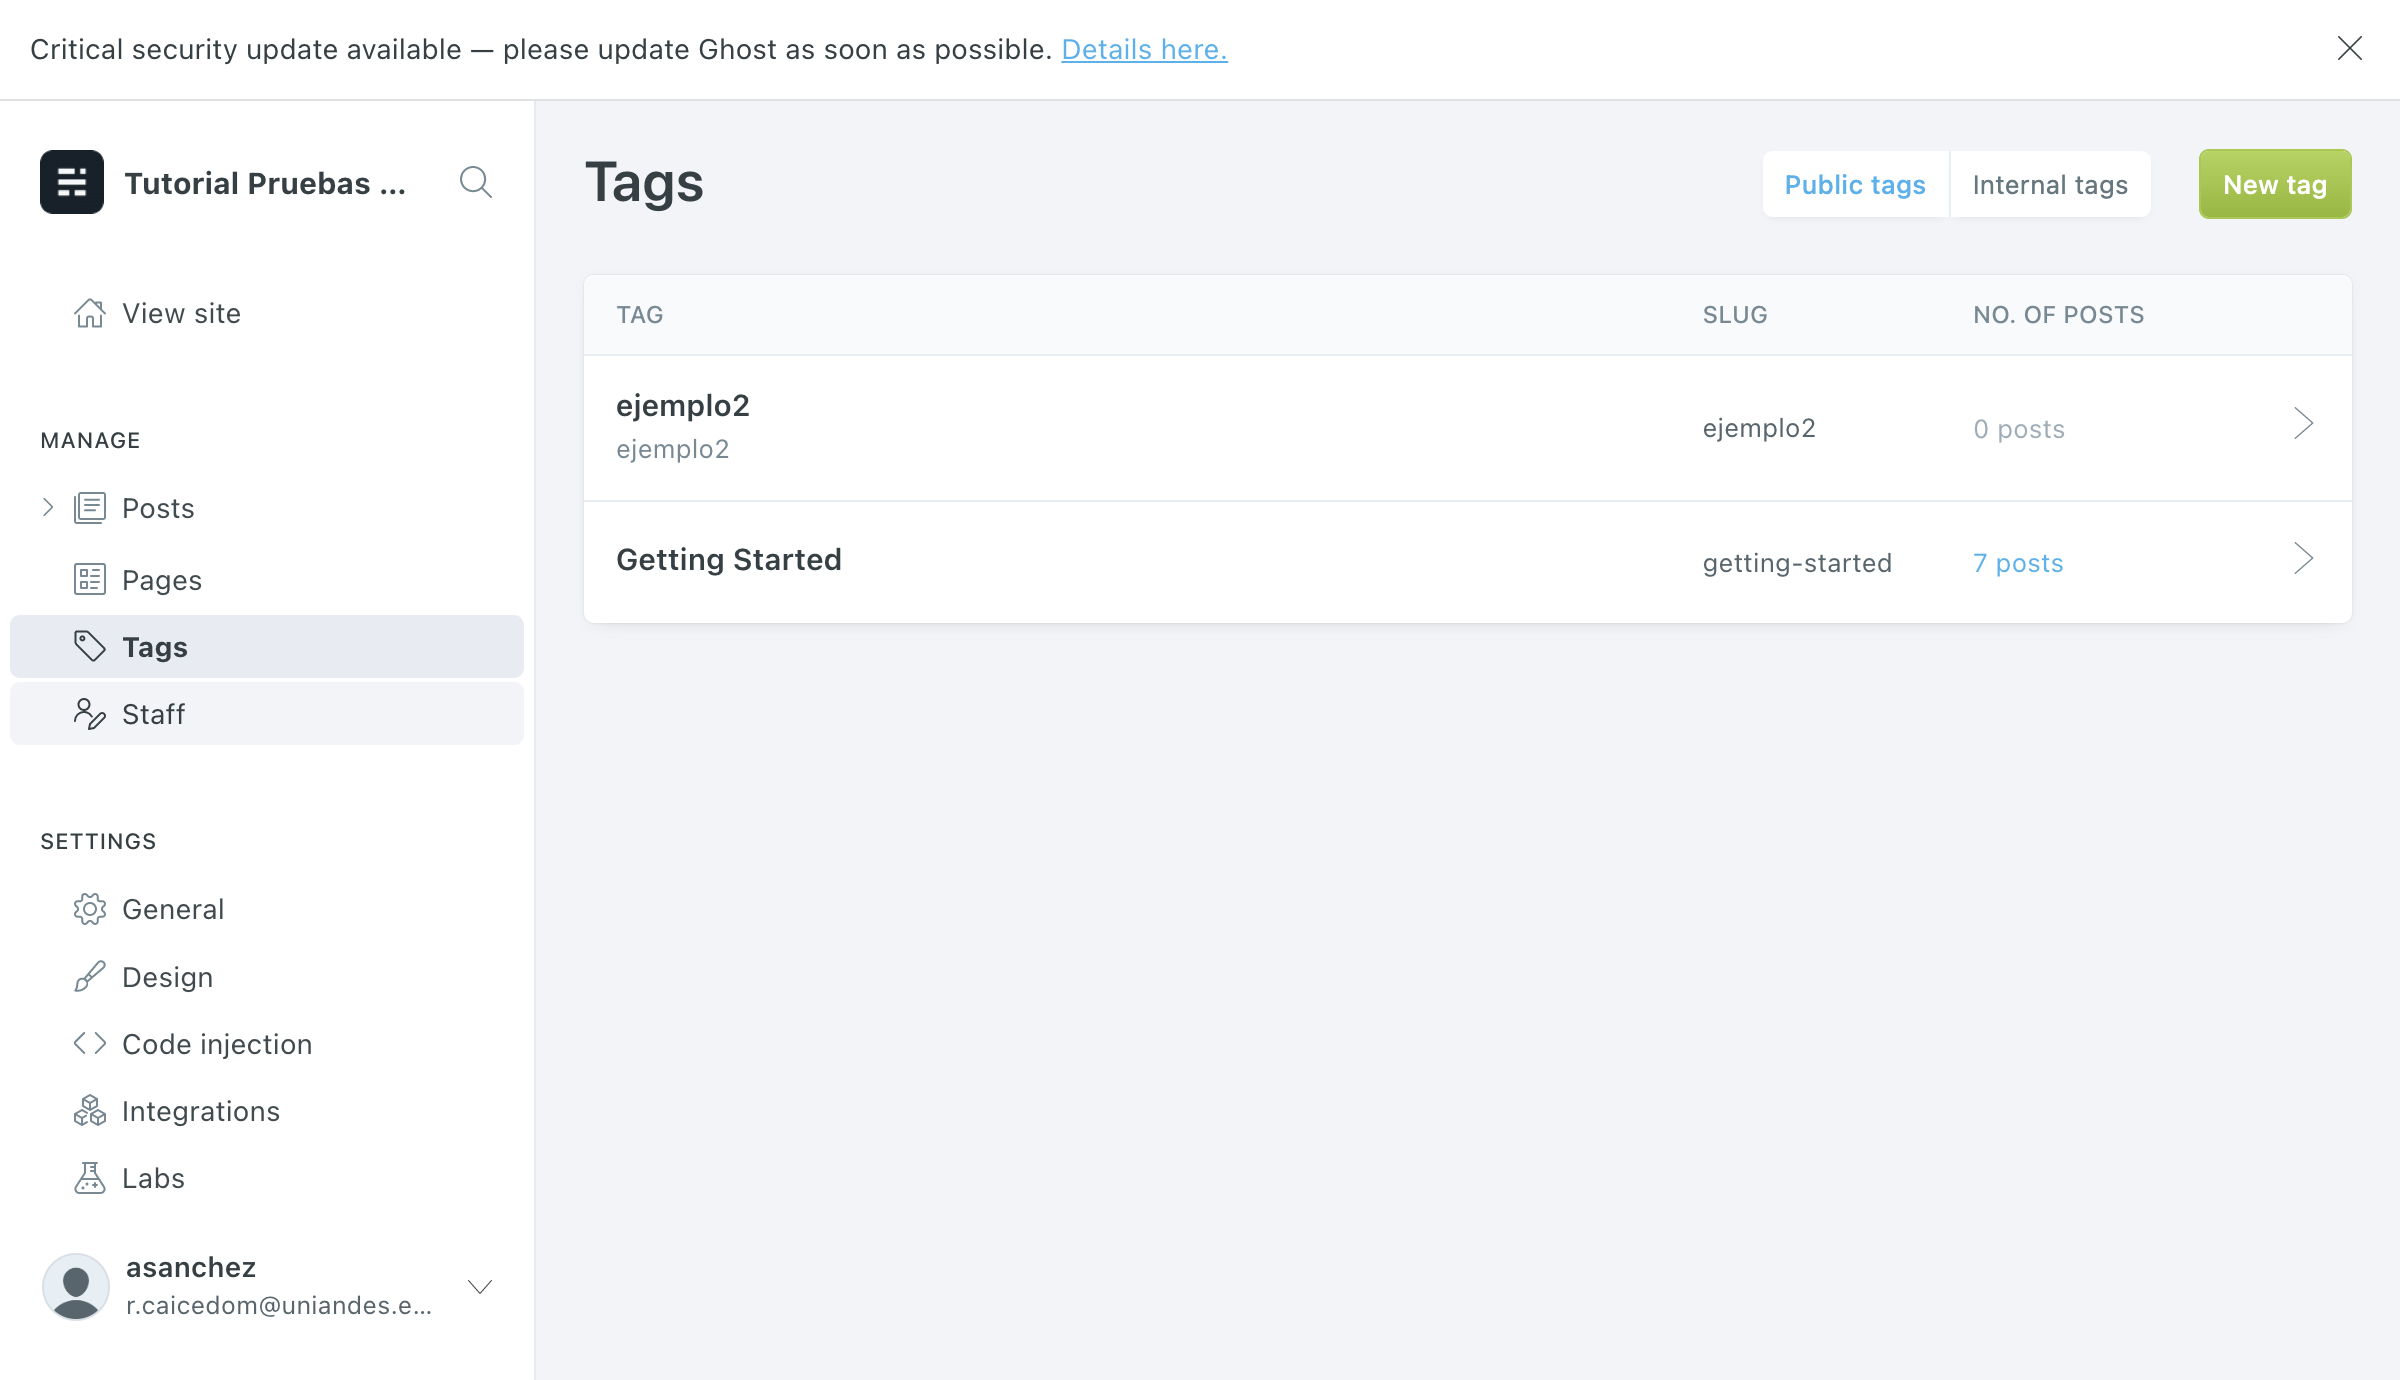 Critical security update available — please update Ghost as soon as possible. Details here.
Tutorial Pruebas ...
View site
MANAGE
Posts
Pages
Tags
Staff
SETTINGS
General
Design
Code injection
Integrations
Labs
asanchez
r.caicedom@uniandes.e...
Tags
Public tags
Internal tags
New tag
TAG SLUG NO. OF POSTS
ejemplo2
ejemplo2
ejemplo2
0 posts
Getting Started
getting-started
7 posts